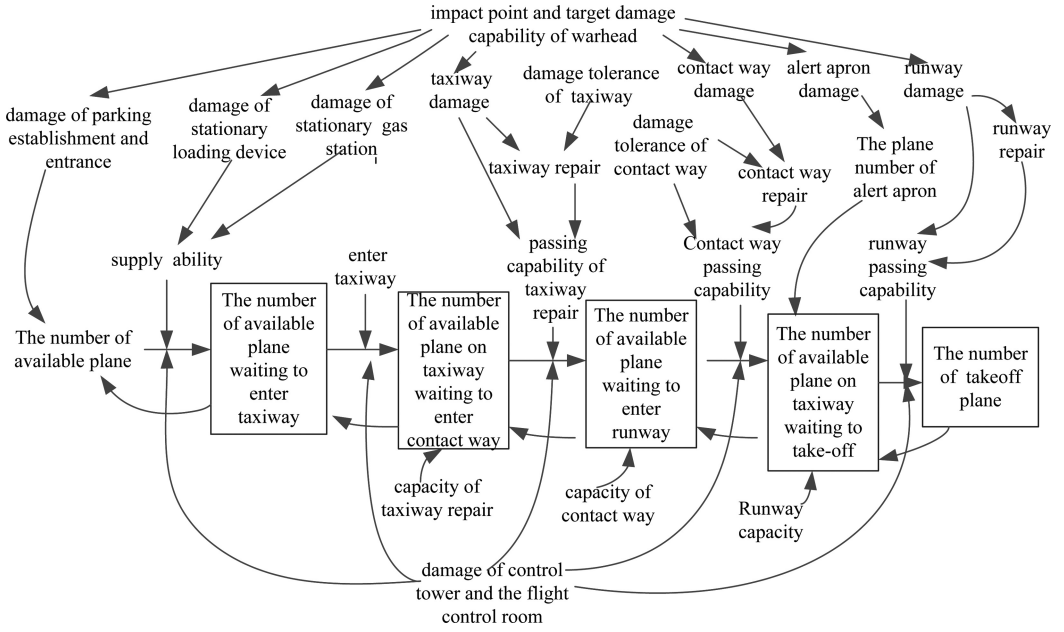 impact point and target damage
capability of warhead
damage of parking
establishment and
entrance
damage of
stationary
loading device
damage of
stationary gas
station
taxiway
damage
damage tolerance
of taxiway
contact way
damage
alert apron
damage
runway
damage
damage
tolerance of
contact way
taxiway repair
contact way
repair
The plane
number of
alert apron
runway
repair
supply ability
enter
taxiway
passing
capability of
taxiway
repair
Contact way
passing
capability
runway
passing
capability
The number of
available plane
The number
of available
plane
waiting to
enter
taxiway
The number
of available
plane on
taxiway
waiting to
enter
contact way
The number
of available
plane
waiting to
enter
runway
The number
of available
plane on
taxiway
waiting to
take-off
The number
of takeoff
plane
capacity of
taxiway repair
capacity of
contact way
Runway
capacity
damage of control
tower and the flight
control room